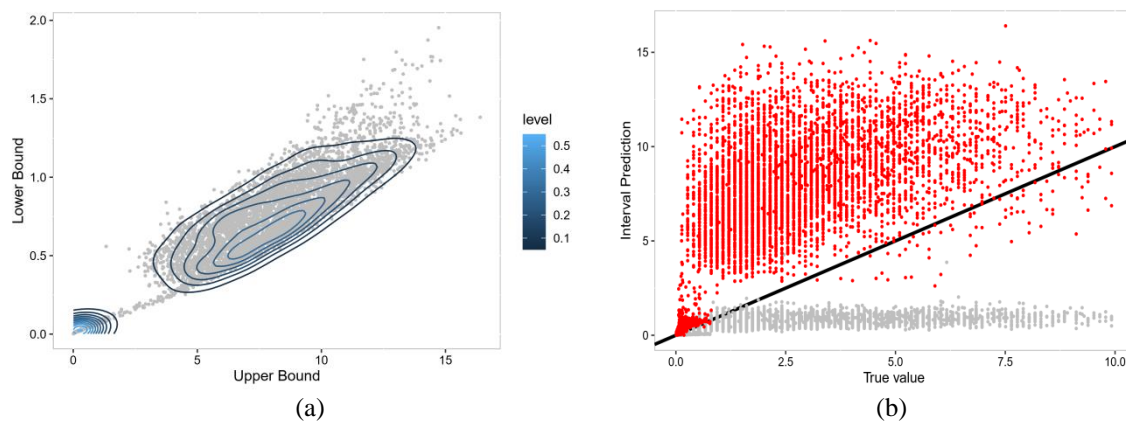 2.0
1.5
1.0
0.5
0.0
Lower Bound
0 5 10 15
Upper Bound
level
0.5
0.4
0.3
0.2
0.1
(a)
15
10
5
0
Interval Prediction
0.0 2.5 5.0 7.5 10.0
True value
(b)